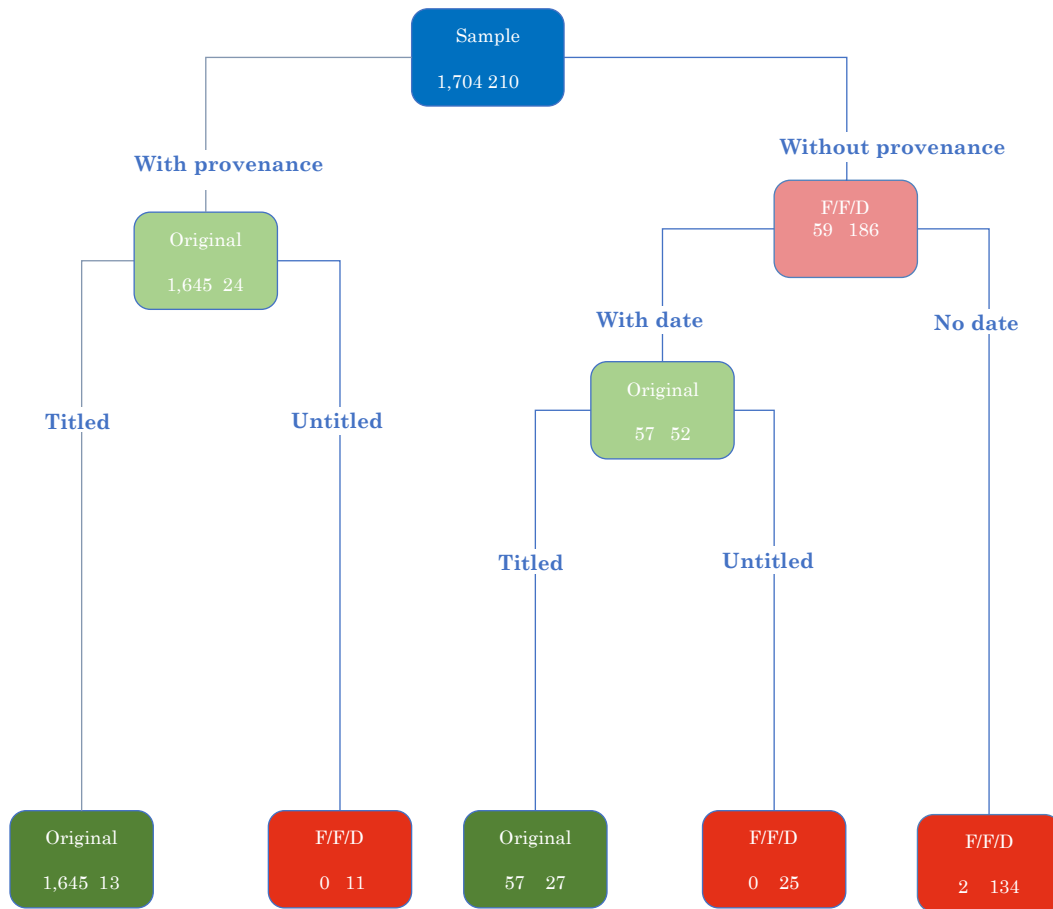 Sample
1,704 210
With provenance
Without provenance
F/F/D
59 186
Original
1,645 24
With date
No date
Original
57 52
Titled
Untitled
Titled
Untitled
Original
1,645 13
F/F/D
0 11
Original
57 27
F/F/D
0 25
F/F/D
2 134